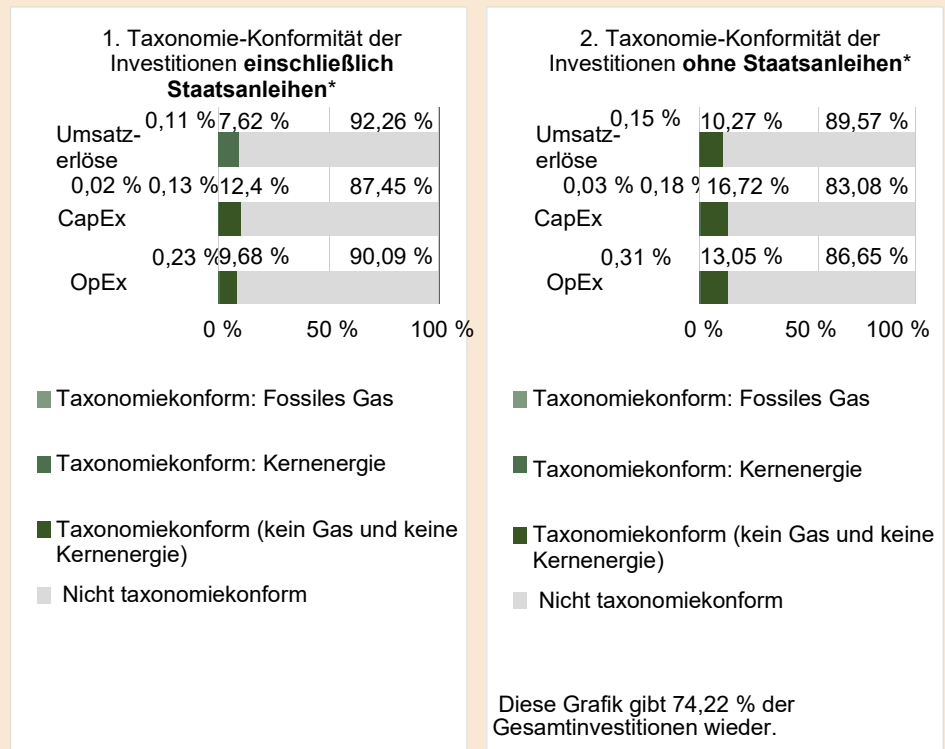 1. Taxonomie-Konformität der
Investitionen einschließlich
Staatsanleihen*
0,11 % 7,62 % 92,26 %
Umsatz-
erlöse
0,02 % 0,13 % 12,4 % 87,45 %
CapEx
0,23 % 9,68 % 90,09 %
OpEx
0 % 50 % 100 %
Taxonomiekonform: Fossiles Gas
Taxonomiekonform: Kernenergie
Taxonomiekonform (kein Gas und keine
Kernenergie)
Nicht taxonomiekonform
2. Taxonomie-Konformität der
Investitionen ohne Staatsanleihen*
0,15 % 10,27 % 89,57 %
Umsatz-
erlöse
0,03 % 0,18 % 16,72 % 83,08 %
CapEx
0,31 % 13,05 % 86,65 %
OpEx
0 % 50 % 100 %
Taxonomiekonform: Fossiles Gas
Taxonomiekonform: Kernenergie
Taxonomiekonform (kein Gas und keine
Kernenergie)
Nicht taxonomiekonform
Diese Grafik gibt 74,22 % der
Gesamtinvestitionen wieder.